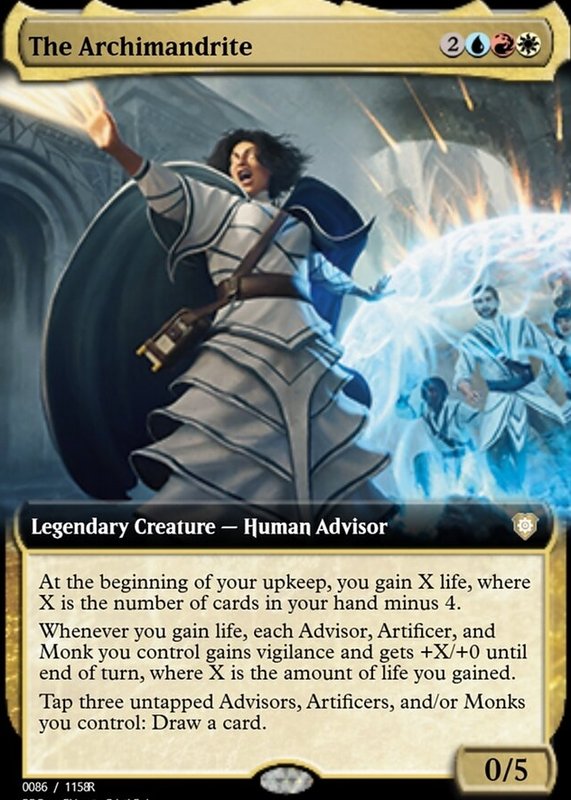 The Archimandrite
2
Legendary Creature — Human Advisor
At the beginning of your upkeep, you gain X life, where
X is the number of cards in your hand minus 4.
Whenever you gain life, each Advisor, Artificer, and
Monk you control gains vigilance and gets +X/+0 until
end of turn, where X is the amount of life you gained.
Tap three untapped Advisors, Artificers, and/or Monks
you control: Draw a card.
0/5
0086 / 1158R